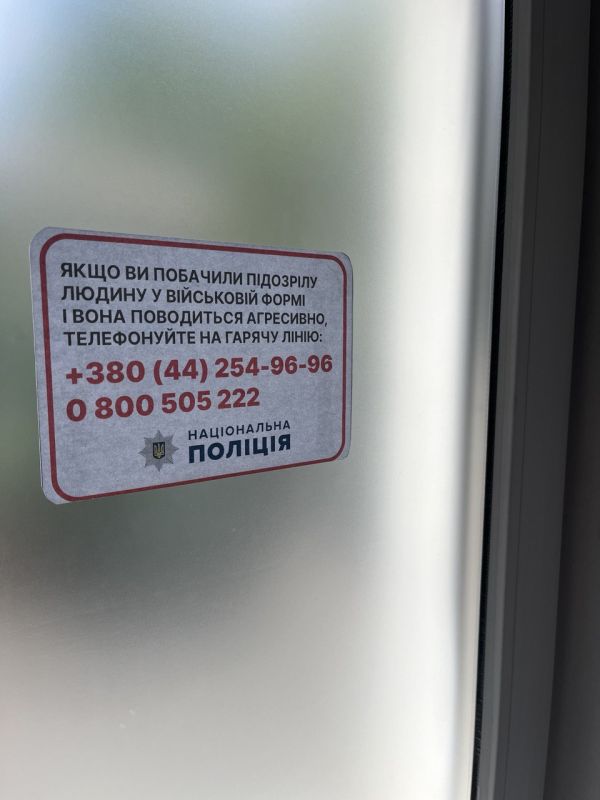 ЯКЩО ВИ ПОБАЧИЛИ ПІДОЗРІЛУ
ЛЮДИНУ У ВІЙСЬКОВІЙ ФОРМІ
І ВОНА ПОВОДИТЬСЯ АГРЕСИВНО,
ТЕЛЕФОНУЙТЕ НА ГАРЯЧУ ЛІНІЮ:
+380 (44) 254-96-96
0 800 505 222
НАЦІОНАЛЬНА
ПОЛІЦІЯ